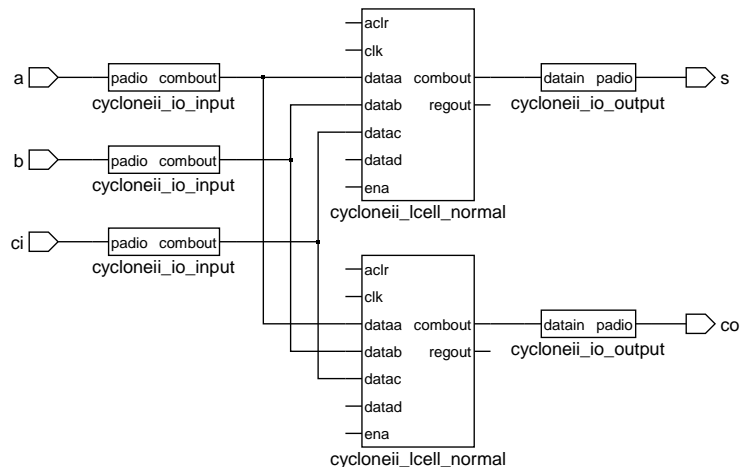 aclr
clk
a padio combout dataa combout datain padio s
cycloneii_io_input datab regout cycloneii_io_output
datac
b padio combout datad
cycloneii_io_input ena
cycloneii_lcell_normal
ci padio combout
cycloneii_io_input aclr
clk
dataa combout datain padio co
datab regout cycloneii_io_output
datac
datad
ena
cycloneii_lcell_normal